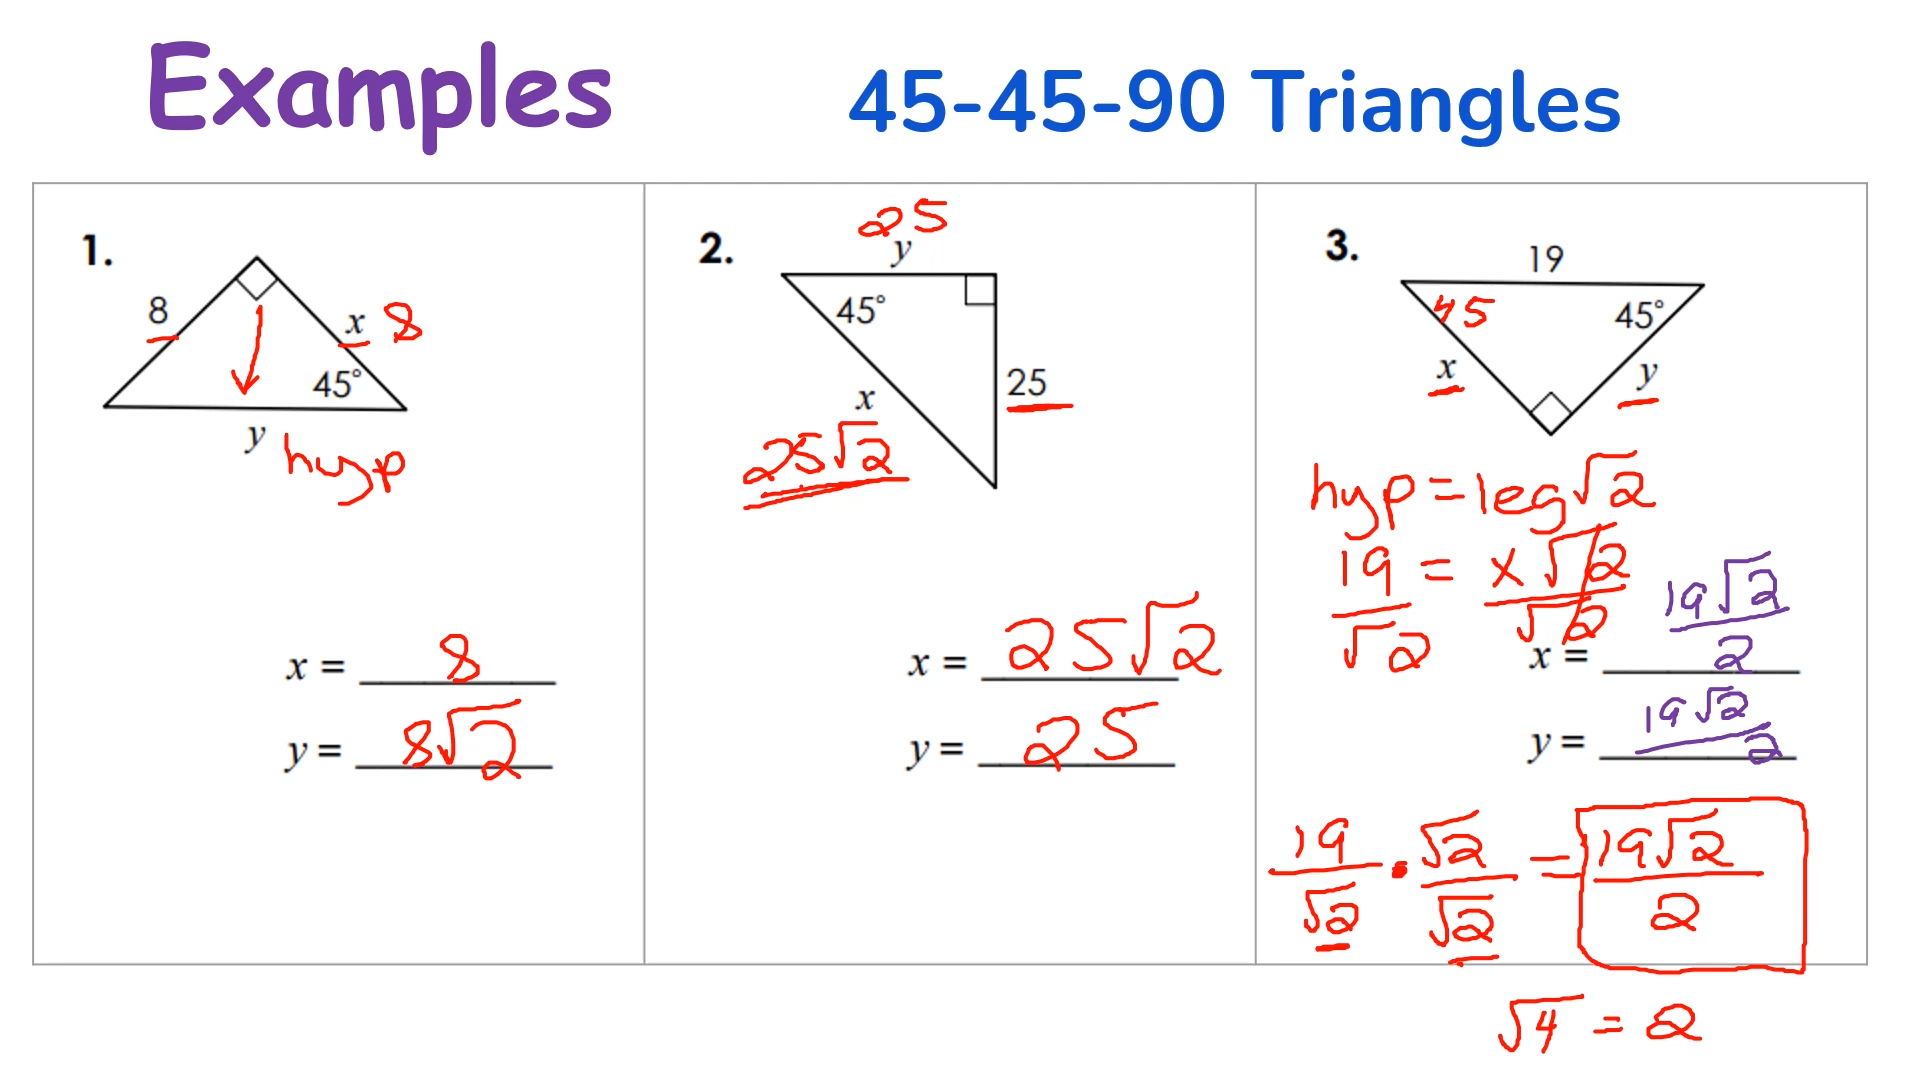 Examples 45-45-90 Triangles
1.
8
x 8
45°
y hyp
x = 8
y = 8√2
2.
25
y
45°
25
x
25√2
x = 25√2
y = 25
3.
19
45
45°
x
y
hyp = leg√2
19 = x√2
√2 √2
x = 19√2/2
y = 19√2/2
19/√2 • √2/√2 = 19√2/2
√4 = 2